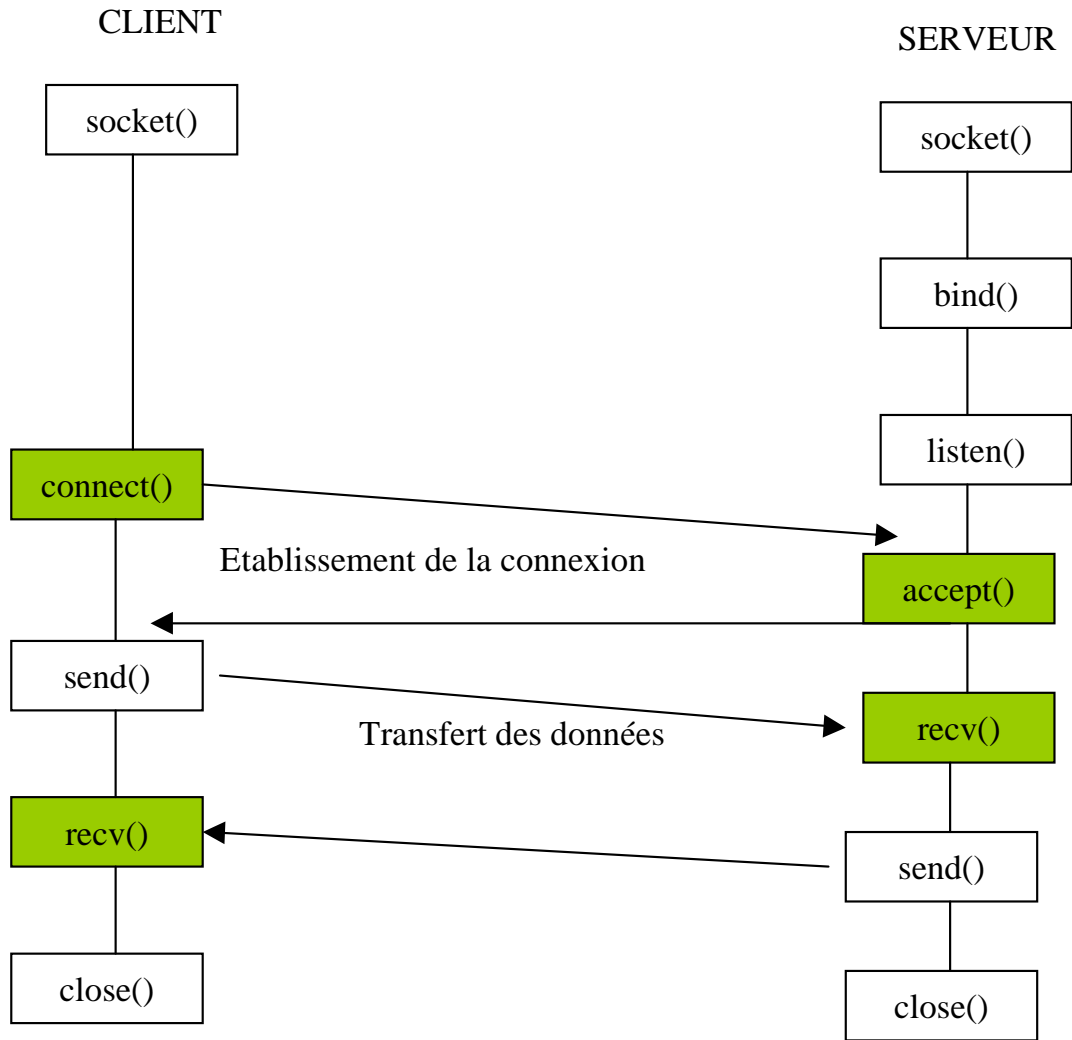 CLIENT
SERVEUR
socket()
socket()
bind()
listen()
connect()
Etablissement de la connexion
accept()
send()
Transfert des données
recv()
recv()
send()
close()
close()